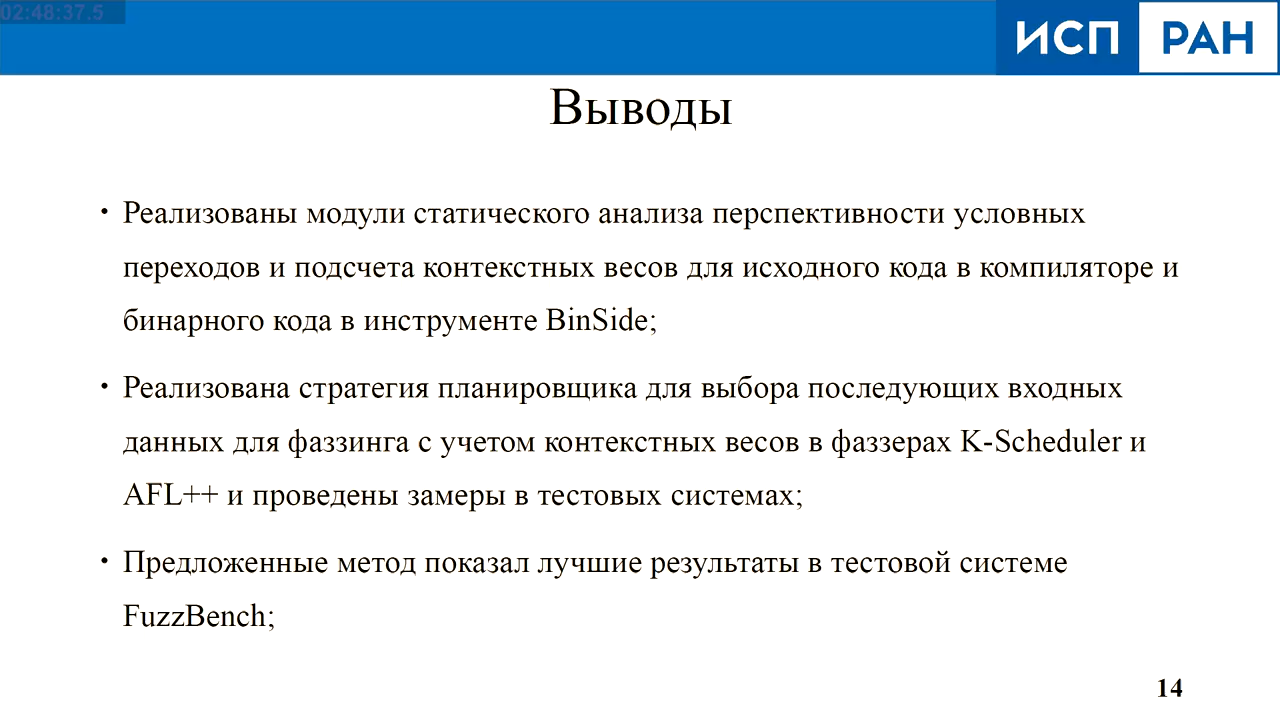 02:48:37.5
ИСП РАН
Выводы
• Реализованы модули статического анализа перспективности условных
переходов и подсчета контекстных весов для исходного кода в компиляторе и
бинарного кода в инструменте BinSide;
• Реализована стратегия планировщика для выбора последующих входных
данных для фаззинга с учетом контекстных весов в фаззерах K-Scheduler и
AFL++ и проведены замеры в тестовых системах;
• Предложенные метод показал лучшие результаты в тестовой системе
FuzzBench;
14